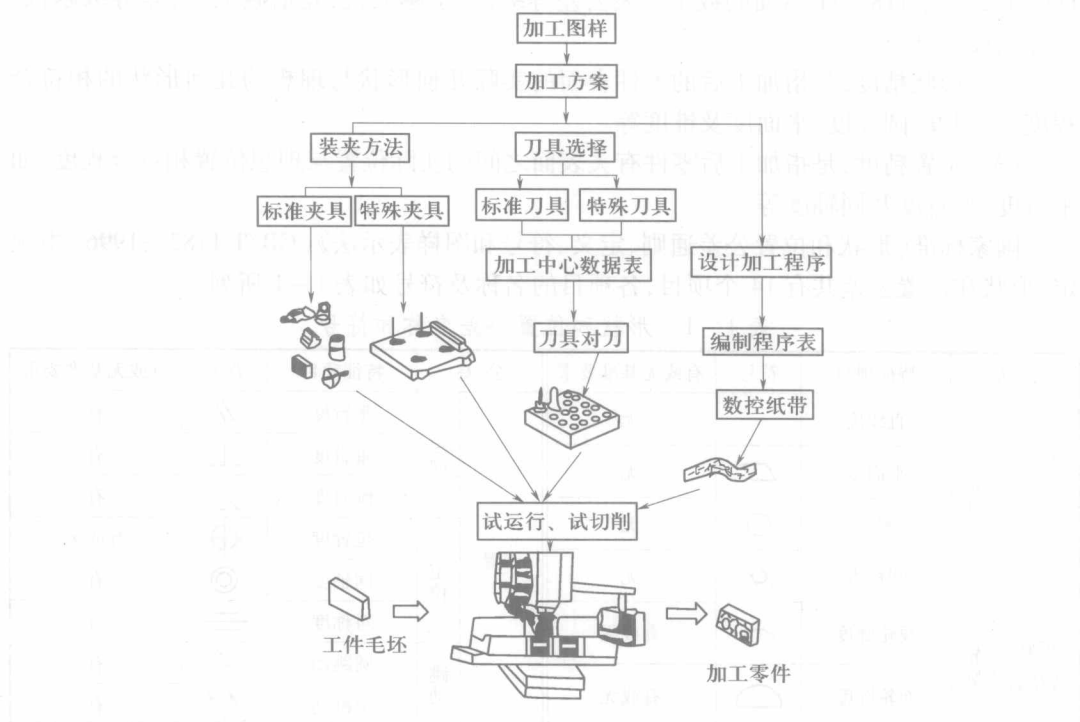 加工图样
加工方案
装夹方法
刀具选择
标准夹具
特殊夹具
标准刀具
特殊刀具
加工中心数据表
设计加工程序
刀具对刀
编制程序表
数控纸带
试运行、试切削
工件毛坯
加工零件